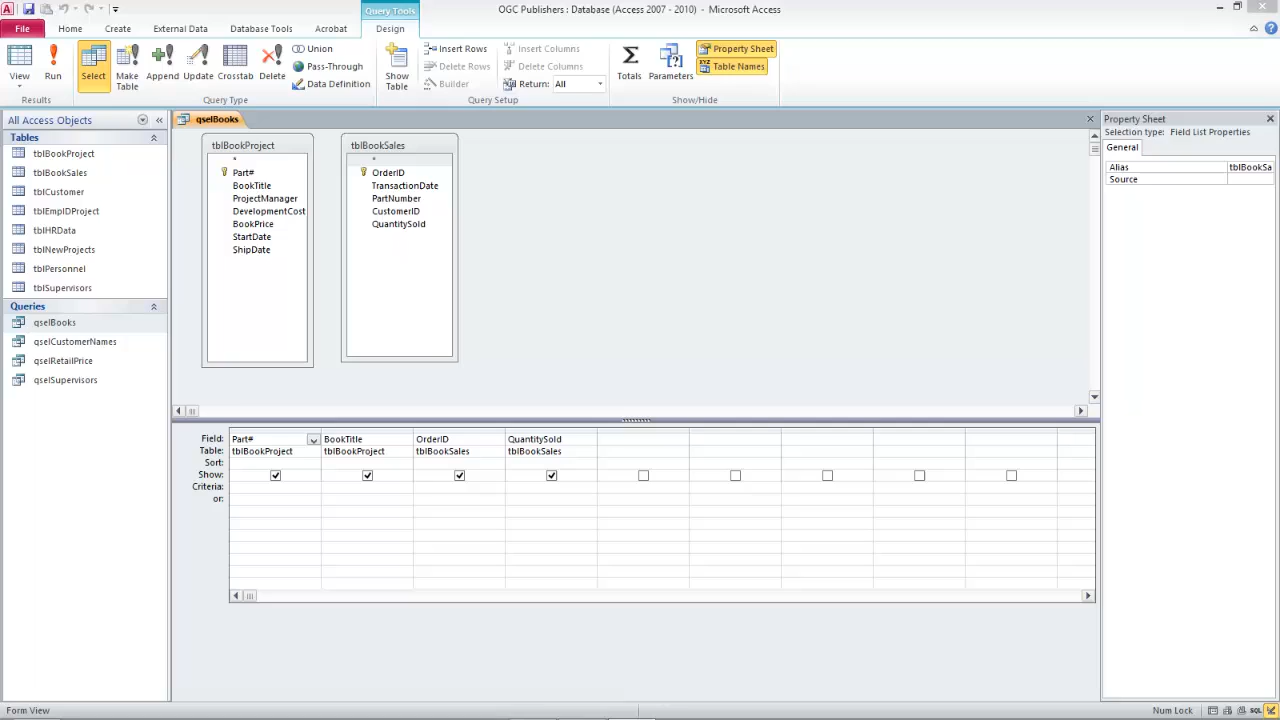 Query Tools
OGC Publishers : Database (Access 2007 - 2010) - Microsoft Access
File Home Create External Data Database Tools Acrobat Design
View
Run
Select
Make Table
Append
Update
Crosstab
Delete
Union
Pass-Through
Data Definition
Show Table
Insert Rows
Delete Rows
Builder
Insert Columns
Delete Columns
Return: All
Totals
Parameters
Property Sheet
Table Names
Results Query Type Query Setup Show/Hide
All Access Objects
Tables
tblBookProject
tblBookSales
tblCustomer
tblEmpIDProject
tblHRData
tblNewProjects
tblPersonnel
tblSupervisors
Queries
qselBooks
qselCustomerNames
qselRetailPrice
qselSupervisors
qselBooks
tblBookProject
*
Part#
BookTitle
ProjectManager
DevelopmentCost
BookPrice
StartDate
ShipDate
tblBookSales
*
OrderID
TransactionDate
PartNumber
CustomerID
QuantitySold
Field: Part# BookTitle OrderID QuantitySold
Table: tblBookProject tblBookProject tblBookSales tblBookSales
Sort:
Show:
Criteria:
or:
Property Sheet
Selection type: Field List Properties
General
Alias tblBookSa
Source
Form View
Num Lock
SQL